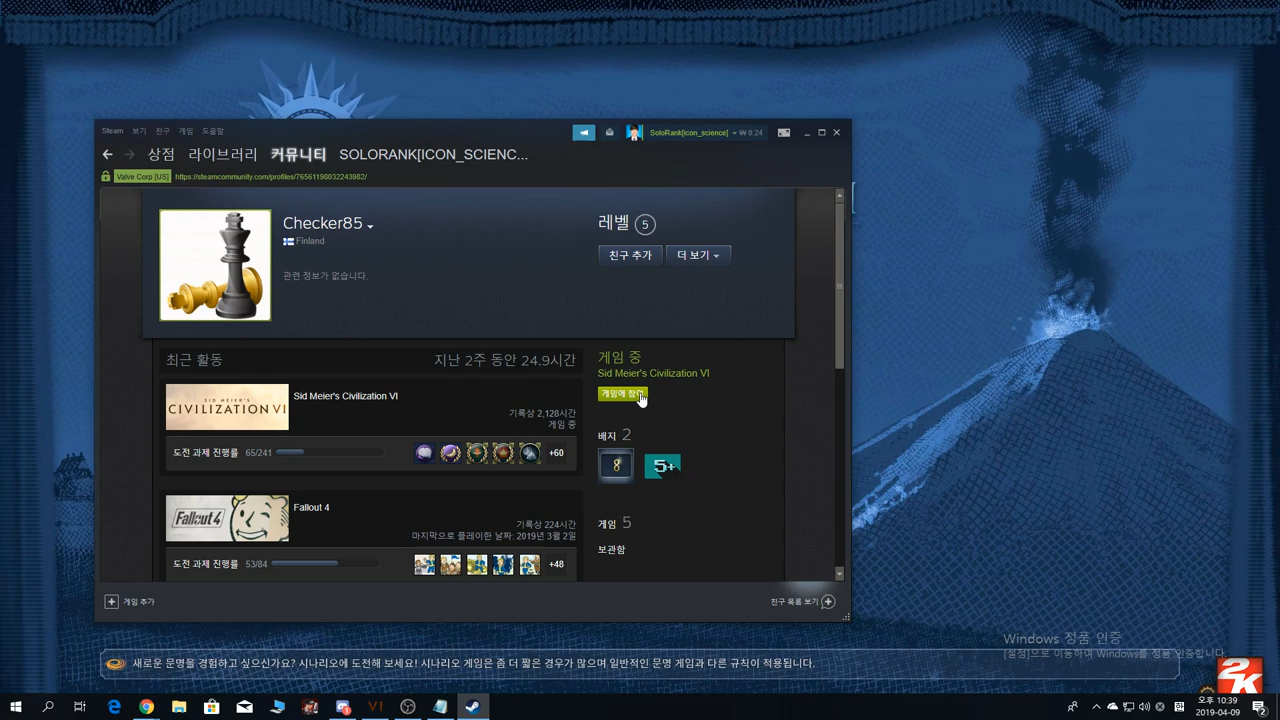 Steam 보기 친구 게임 도움말
SoloRank[icon_science] ₩ 0.24
상점 라이브러리 커뮤니티 SOLORANK[ICON_SCIENC...
Valve Corp [US] https://steamcommunity.com/profiles/76561198032243982/
Checker85
Finland
관련 정보가 없습니다.
레벨 5
친구 추가 더 보기
최근 활동 지난 2주 동안 24.9시간
Sid Meier's Civilization VI
SID MEIER'S
CIVILIZATION VI
기록상 2,128시간
게임 중
도전 과제 진행률 65/241 +60
Fallout 4
Fallout 4
기록상 224시간
마지막으로 플레이한 날짜: 2019년 3월 2일
도전 과제 진행률 53/84 +48
게임 중
Sid Meier's Civilization VI
게임에 참
배지 2
8 5+
게임 5
보관함
게임 추가 친구 목록 보기
Windows 정품 인증
[설정]으로 이동하여 Windows를 정품 인증합니다.
새로운 문명을 경험하고 싶으신가요? 시나리오에 도전해 보세요! 시나리오 게임은 좀 더 짧은 경우가 많으며 일반적인 문명 게임과 다른 규칙이 적용됩니다.
2K
VI
오후 10:39
2019-04-09
2